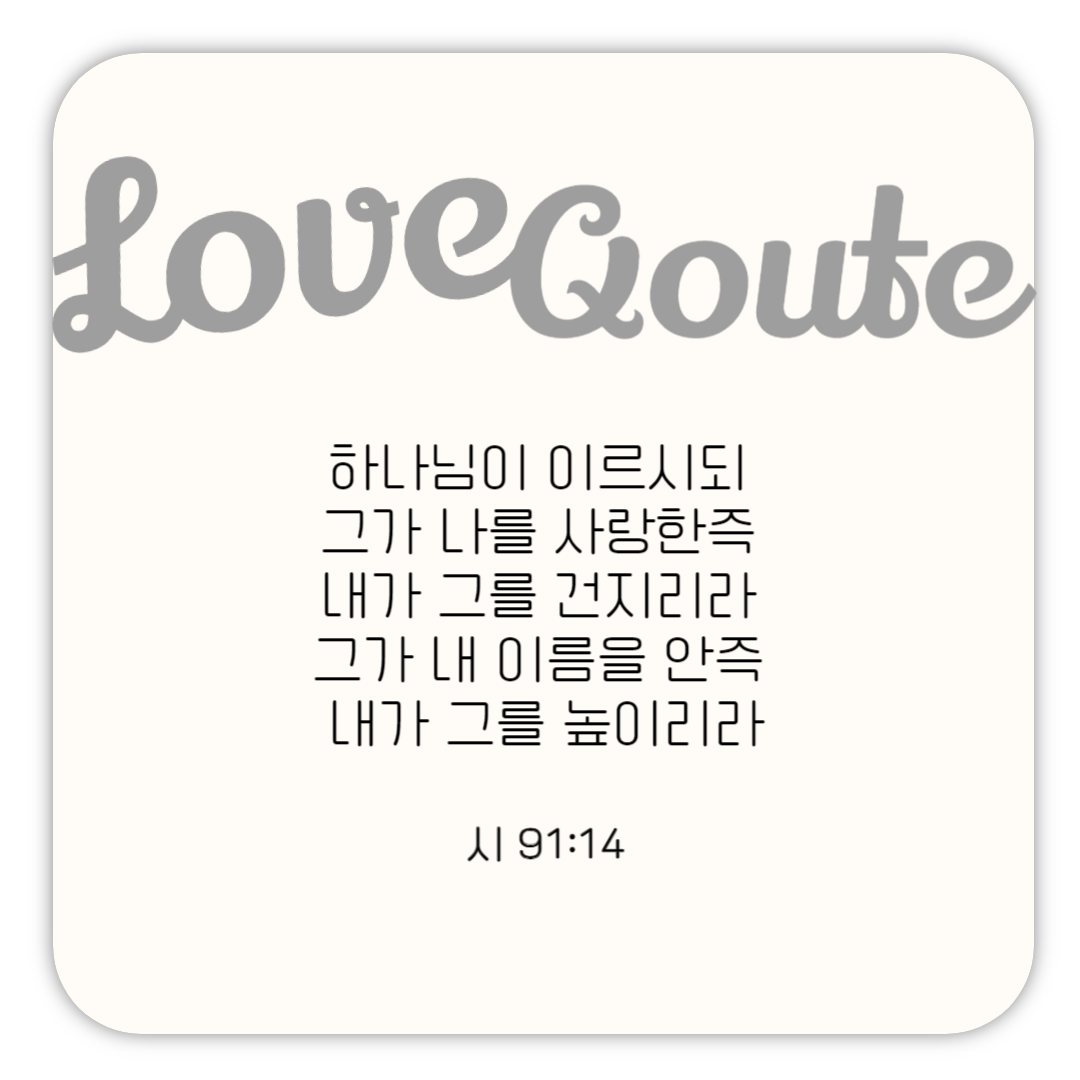 LoveQoute
하나님이 이르시되
그가 나를 사랑한즉
내가 그를 건지리라
그가 내 이름을 안즉
내가 그를 높이리라
시 91:14